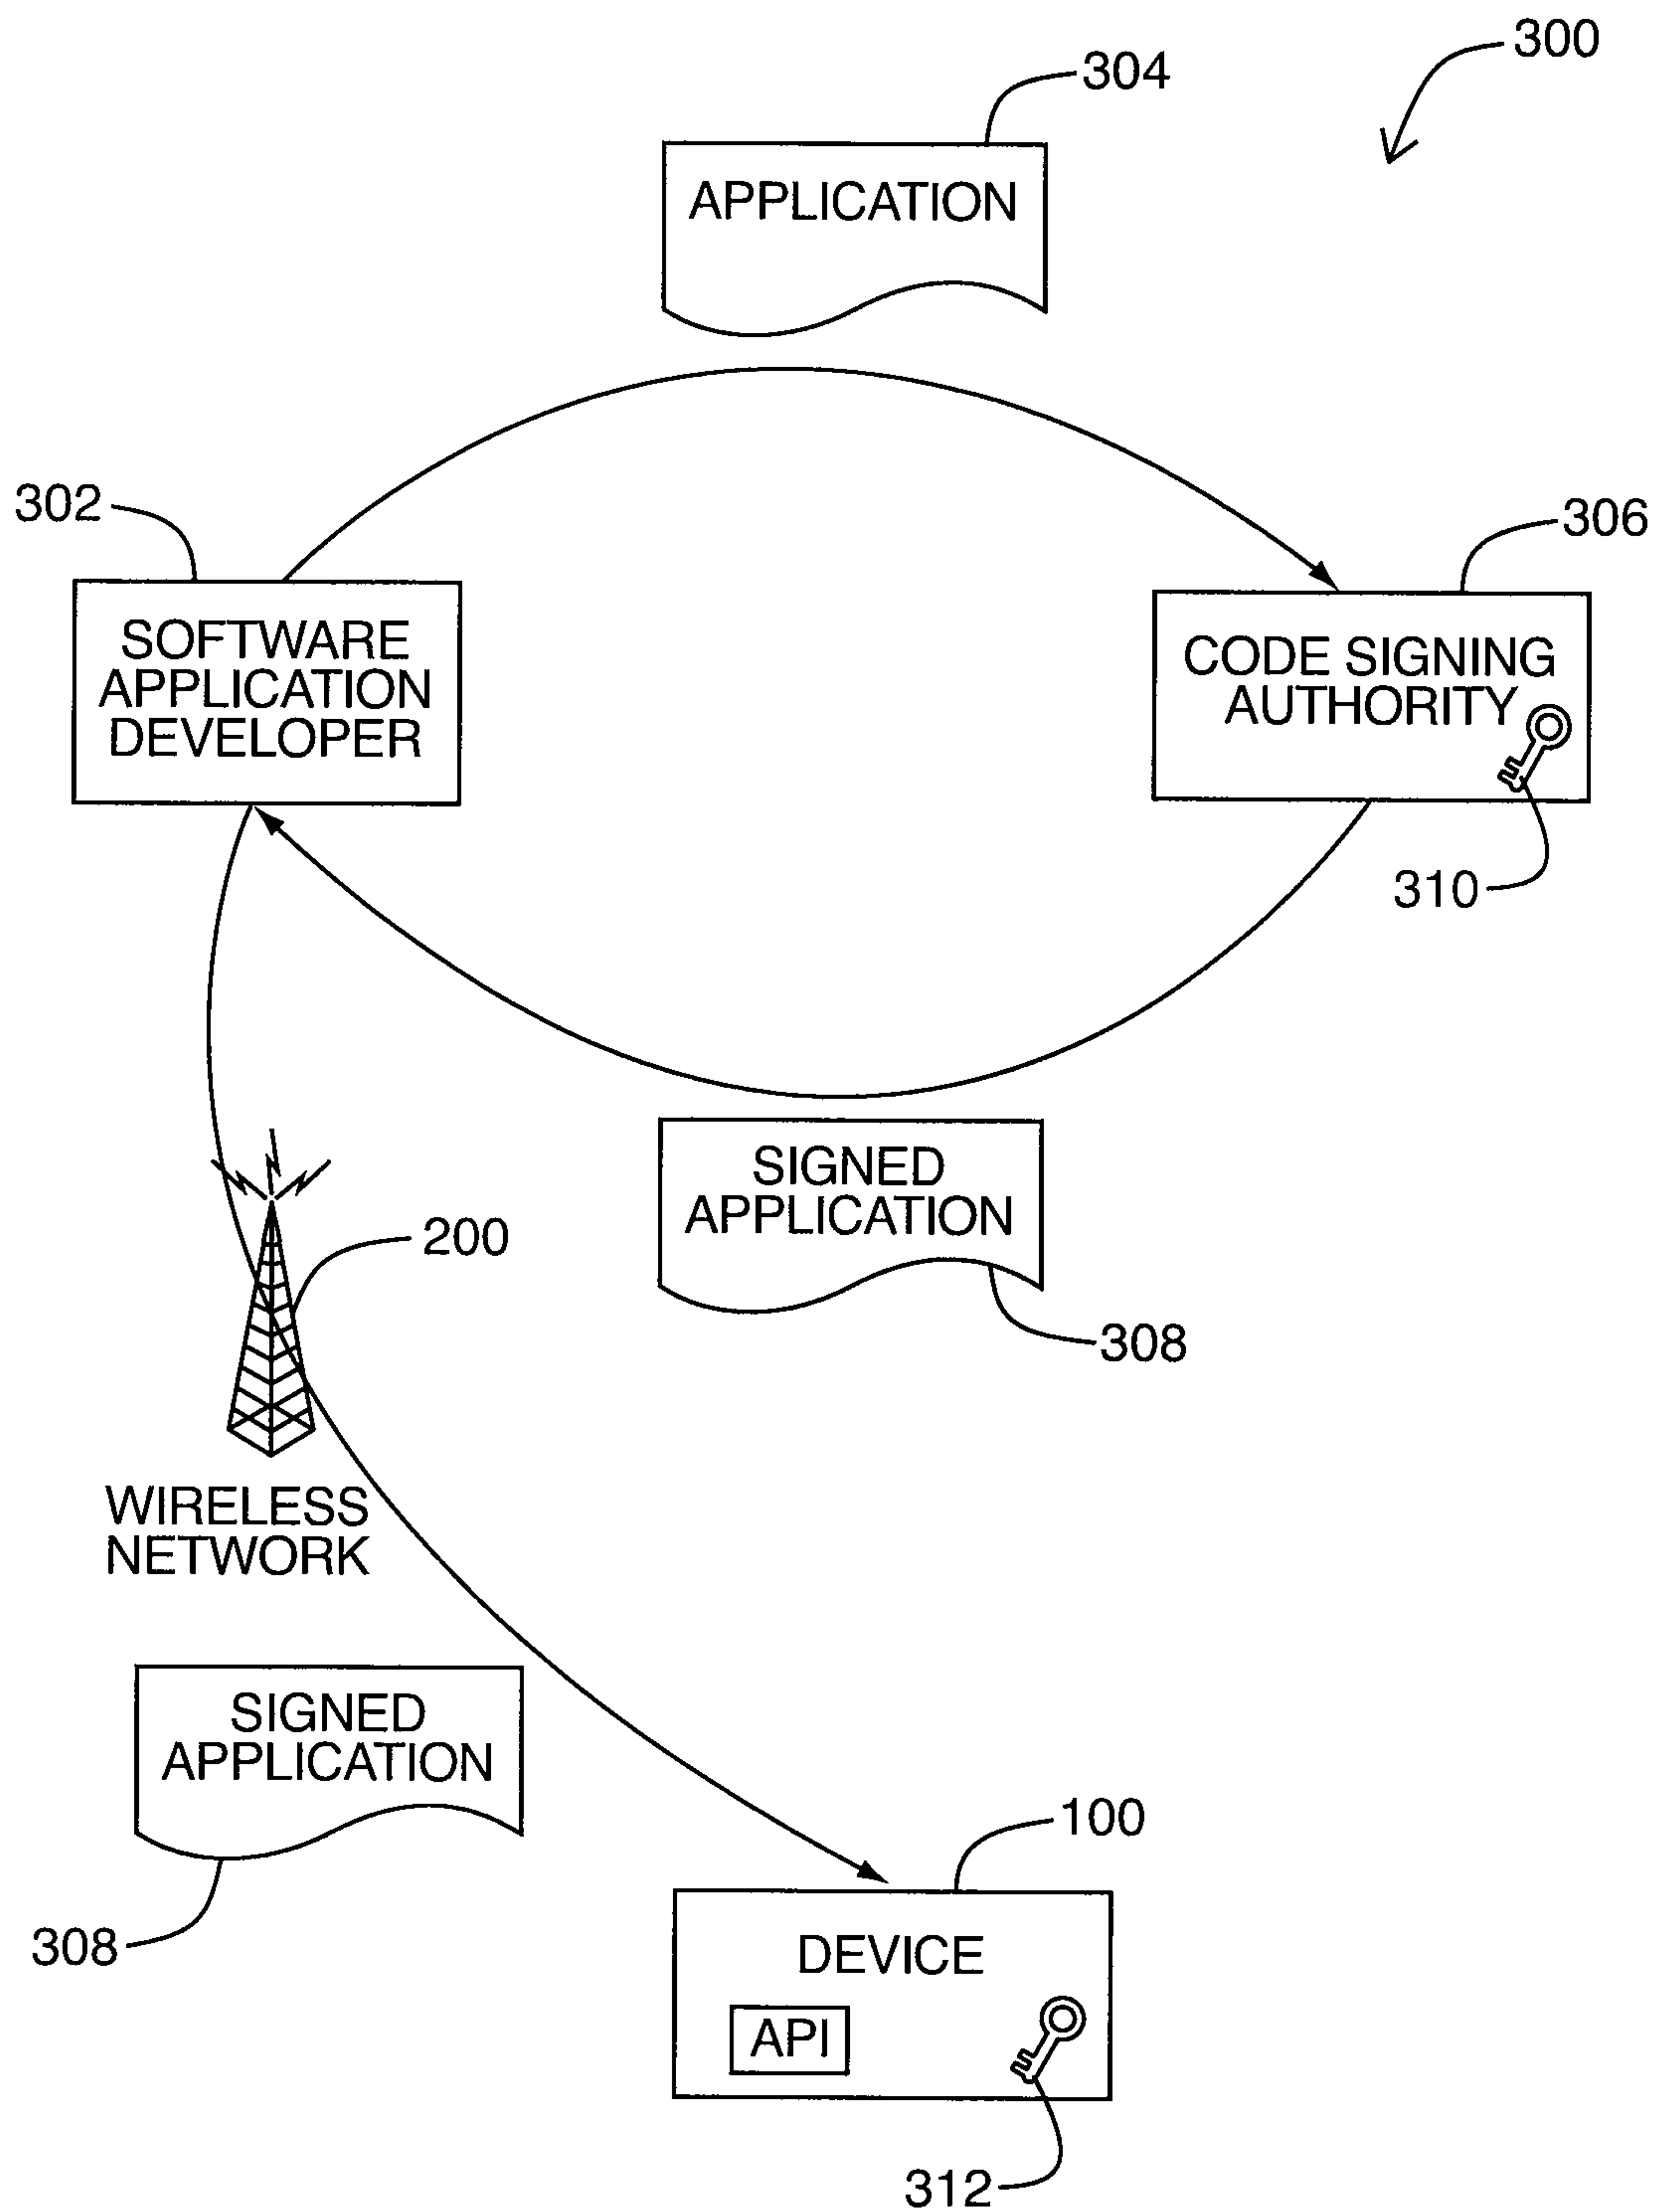 300
304
APPLICATION
302
306
SOFTWARE
APPLICATION
DEVELOPER
CODE SIGNING
AUTHORITY
310
SIGNED
APPLICATION
200
308
WIRELESS
NETWORK
SIGNED
APPLICATION
100
308
DEVICE
API
312